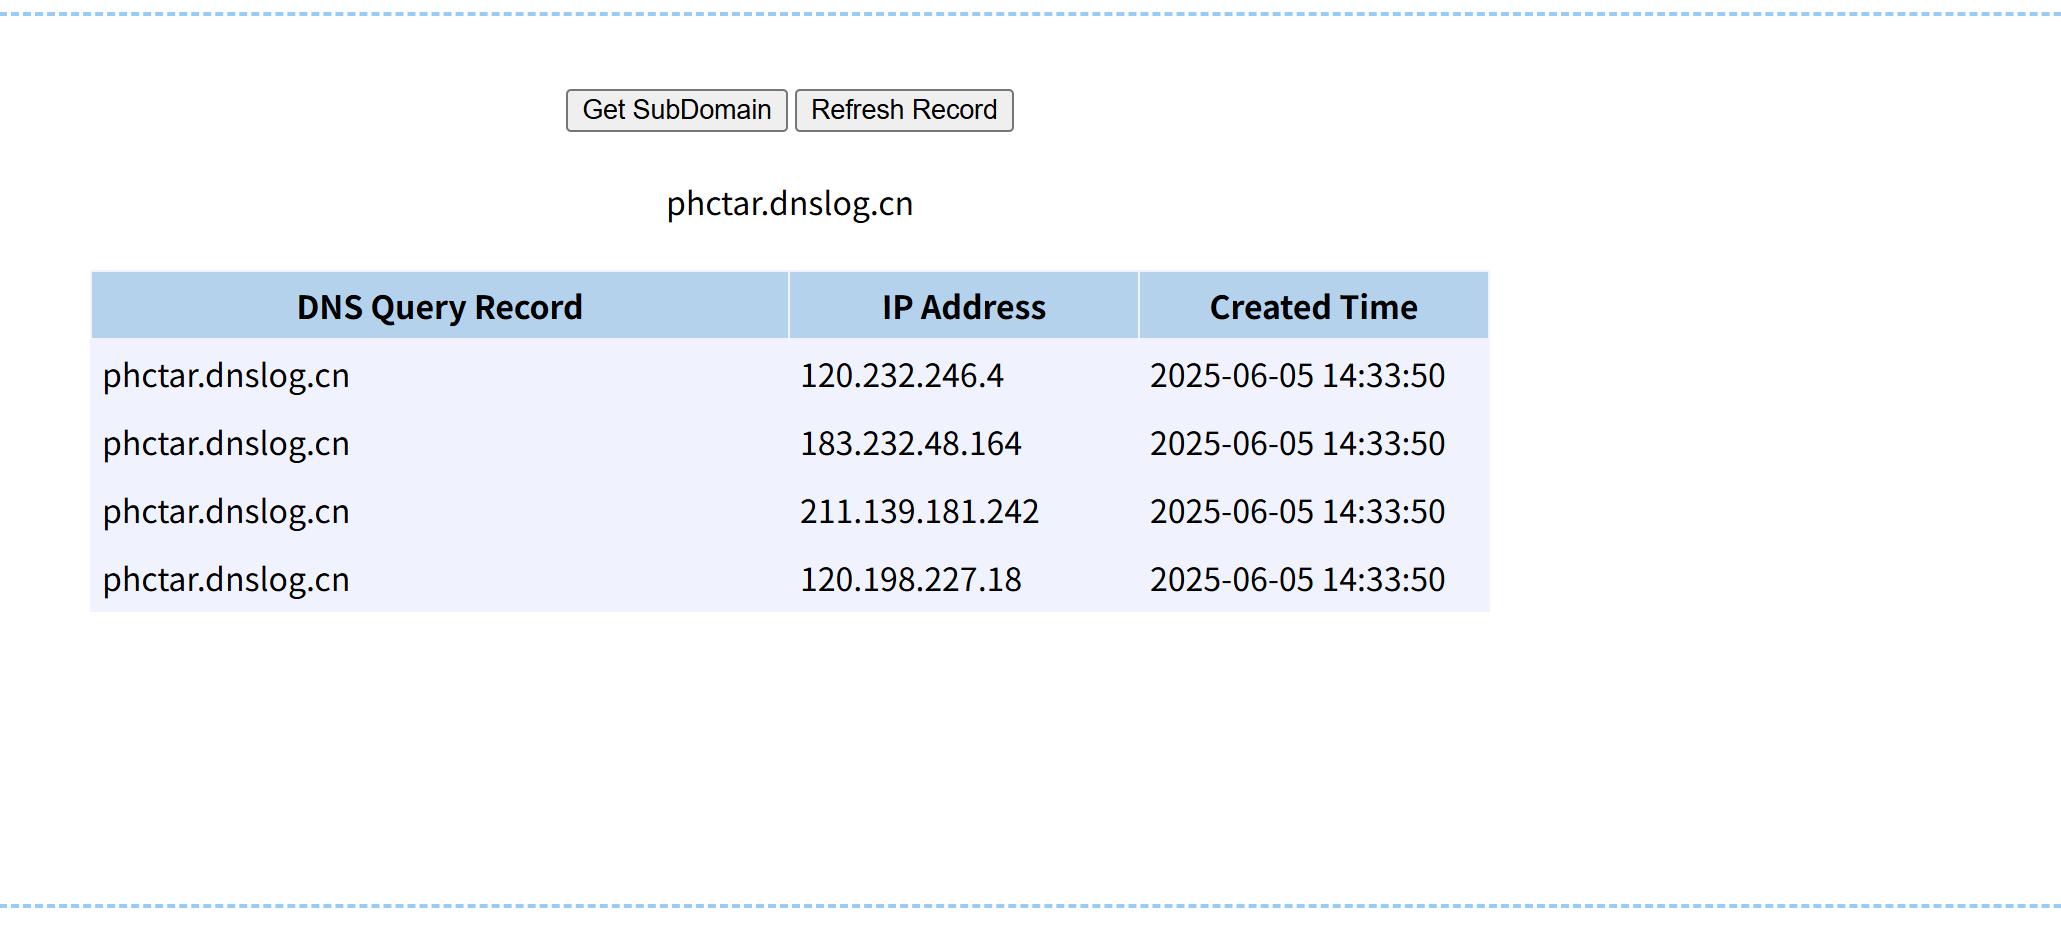 Get SubDomain Refresh Record
phctar.dnslog.cn
DNS Query Record IP Address Created Time
phctar.dnslog.cn 120.232.246.4 2025-06-05 14:33:50
phctar.dnslog.cn 183.232.48.164 2025-06-05 14:33:50
phctar.dnslog.cn 211.139.181.242 2025-06-05 14:33:50
phctar.dnslog.cn 120.198.227.18 2025-06-05 14:33:50